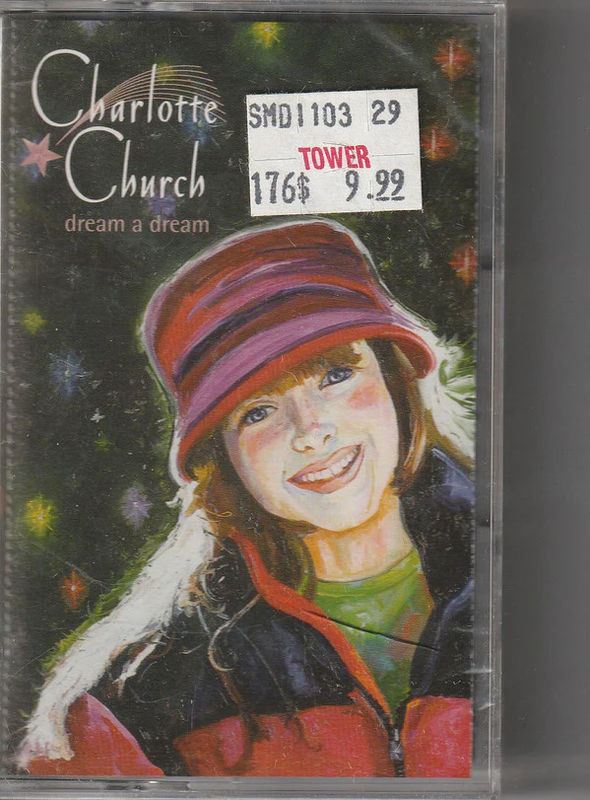 Charlotte
Church
dream a dream
SMD1103 29
TOWER
176$ 9.99